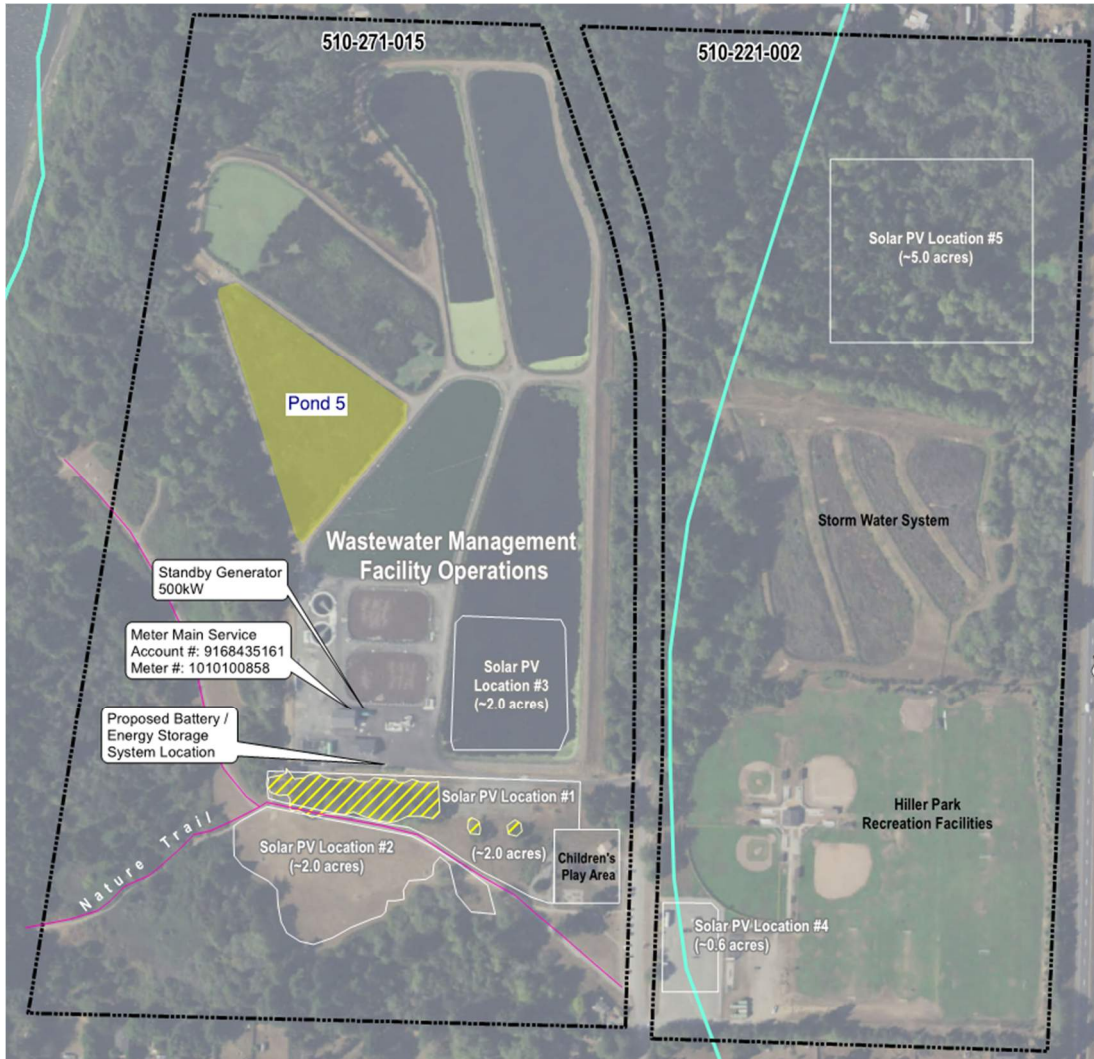 510-271-015
510-221-002
Solar PV Location #5
(~5.0 acres)
Pond 5
Storm Water System
Wastewater Management
Facility Operations
Standby Generator
500kW
Meter Main Service
Account #: 9168435161
Meter #: 1010100858
Solar PV
Location #3
(~2.0 acres)
Proposed Battery /
Energy Storage
System Location
Solar PV Location #1
(~2.0 acres)
Hiller Park
Recreation Facilities
Solar PV Location #2
(~2.0 acres)
Children's
Play Area
Nature Trail
Solar PV Location #4
(~0.6 acres)